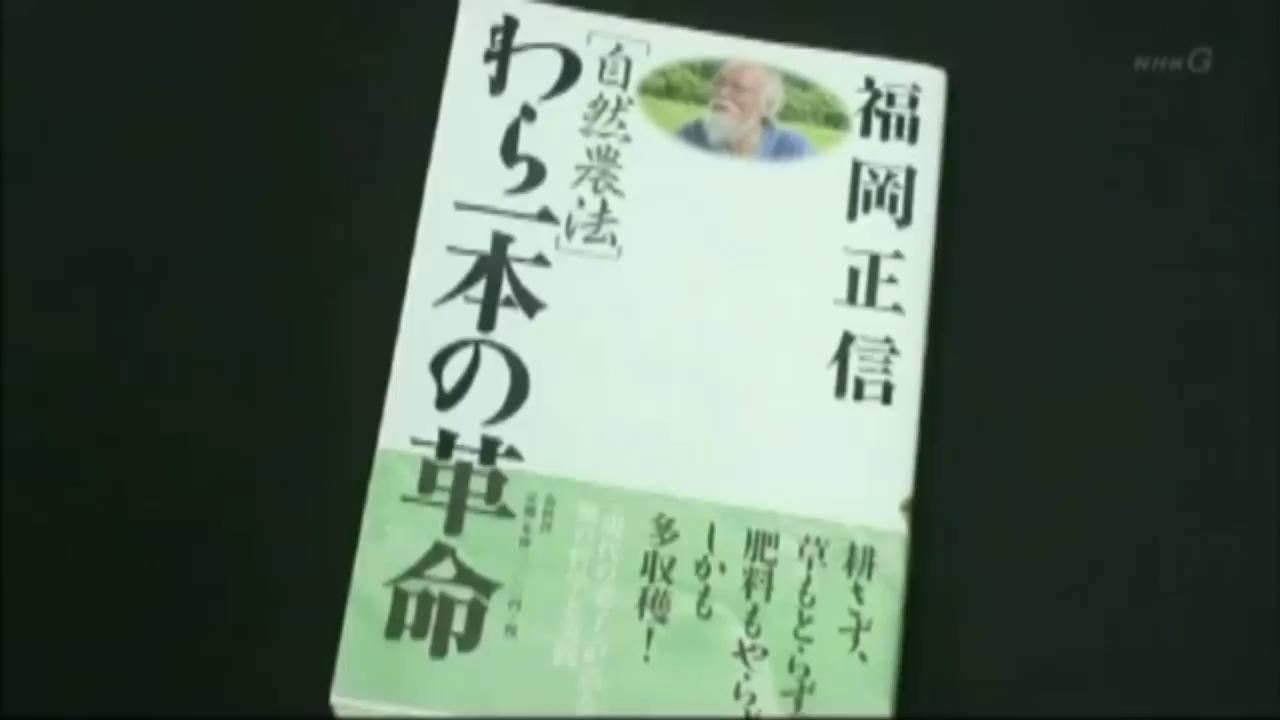 NHK G
福岡正信
[自然農法]
わら一本の革命
耕さず、
草もとらず
肥料もやらず
しかも
多収穫！